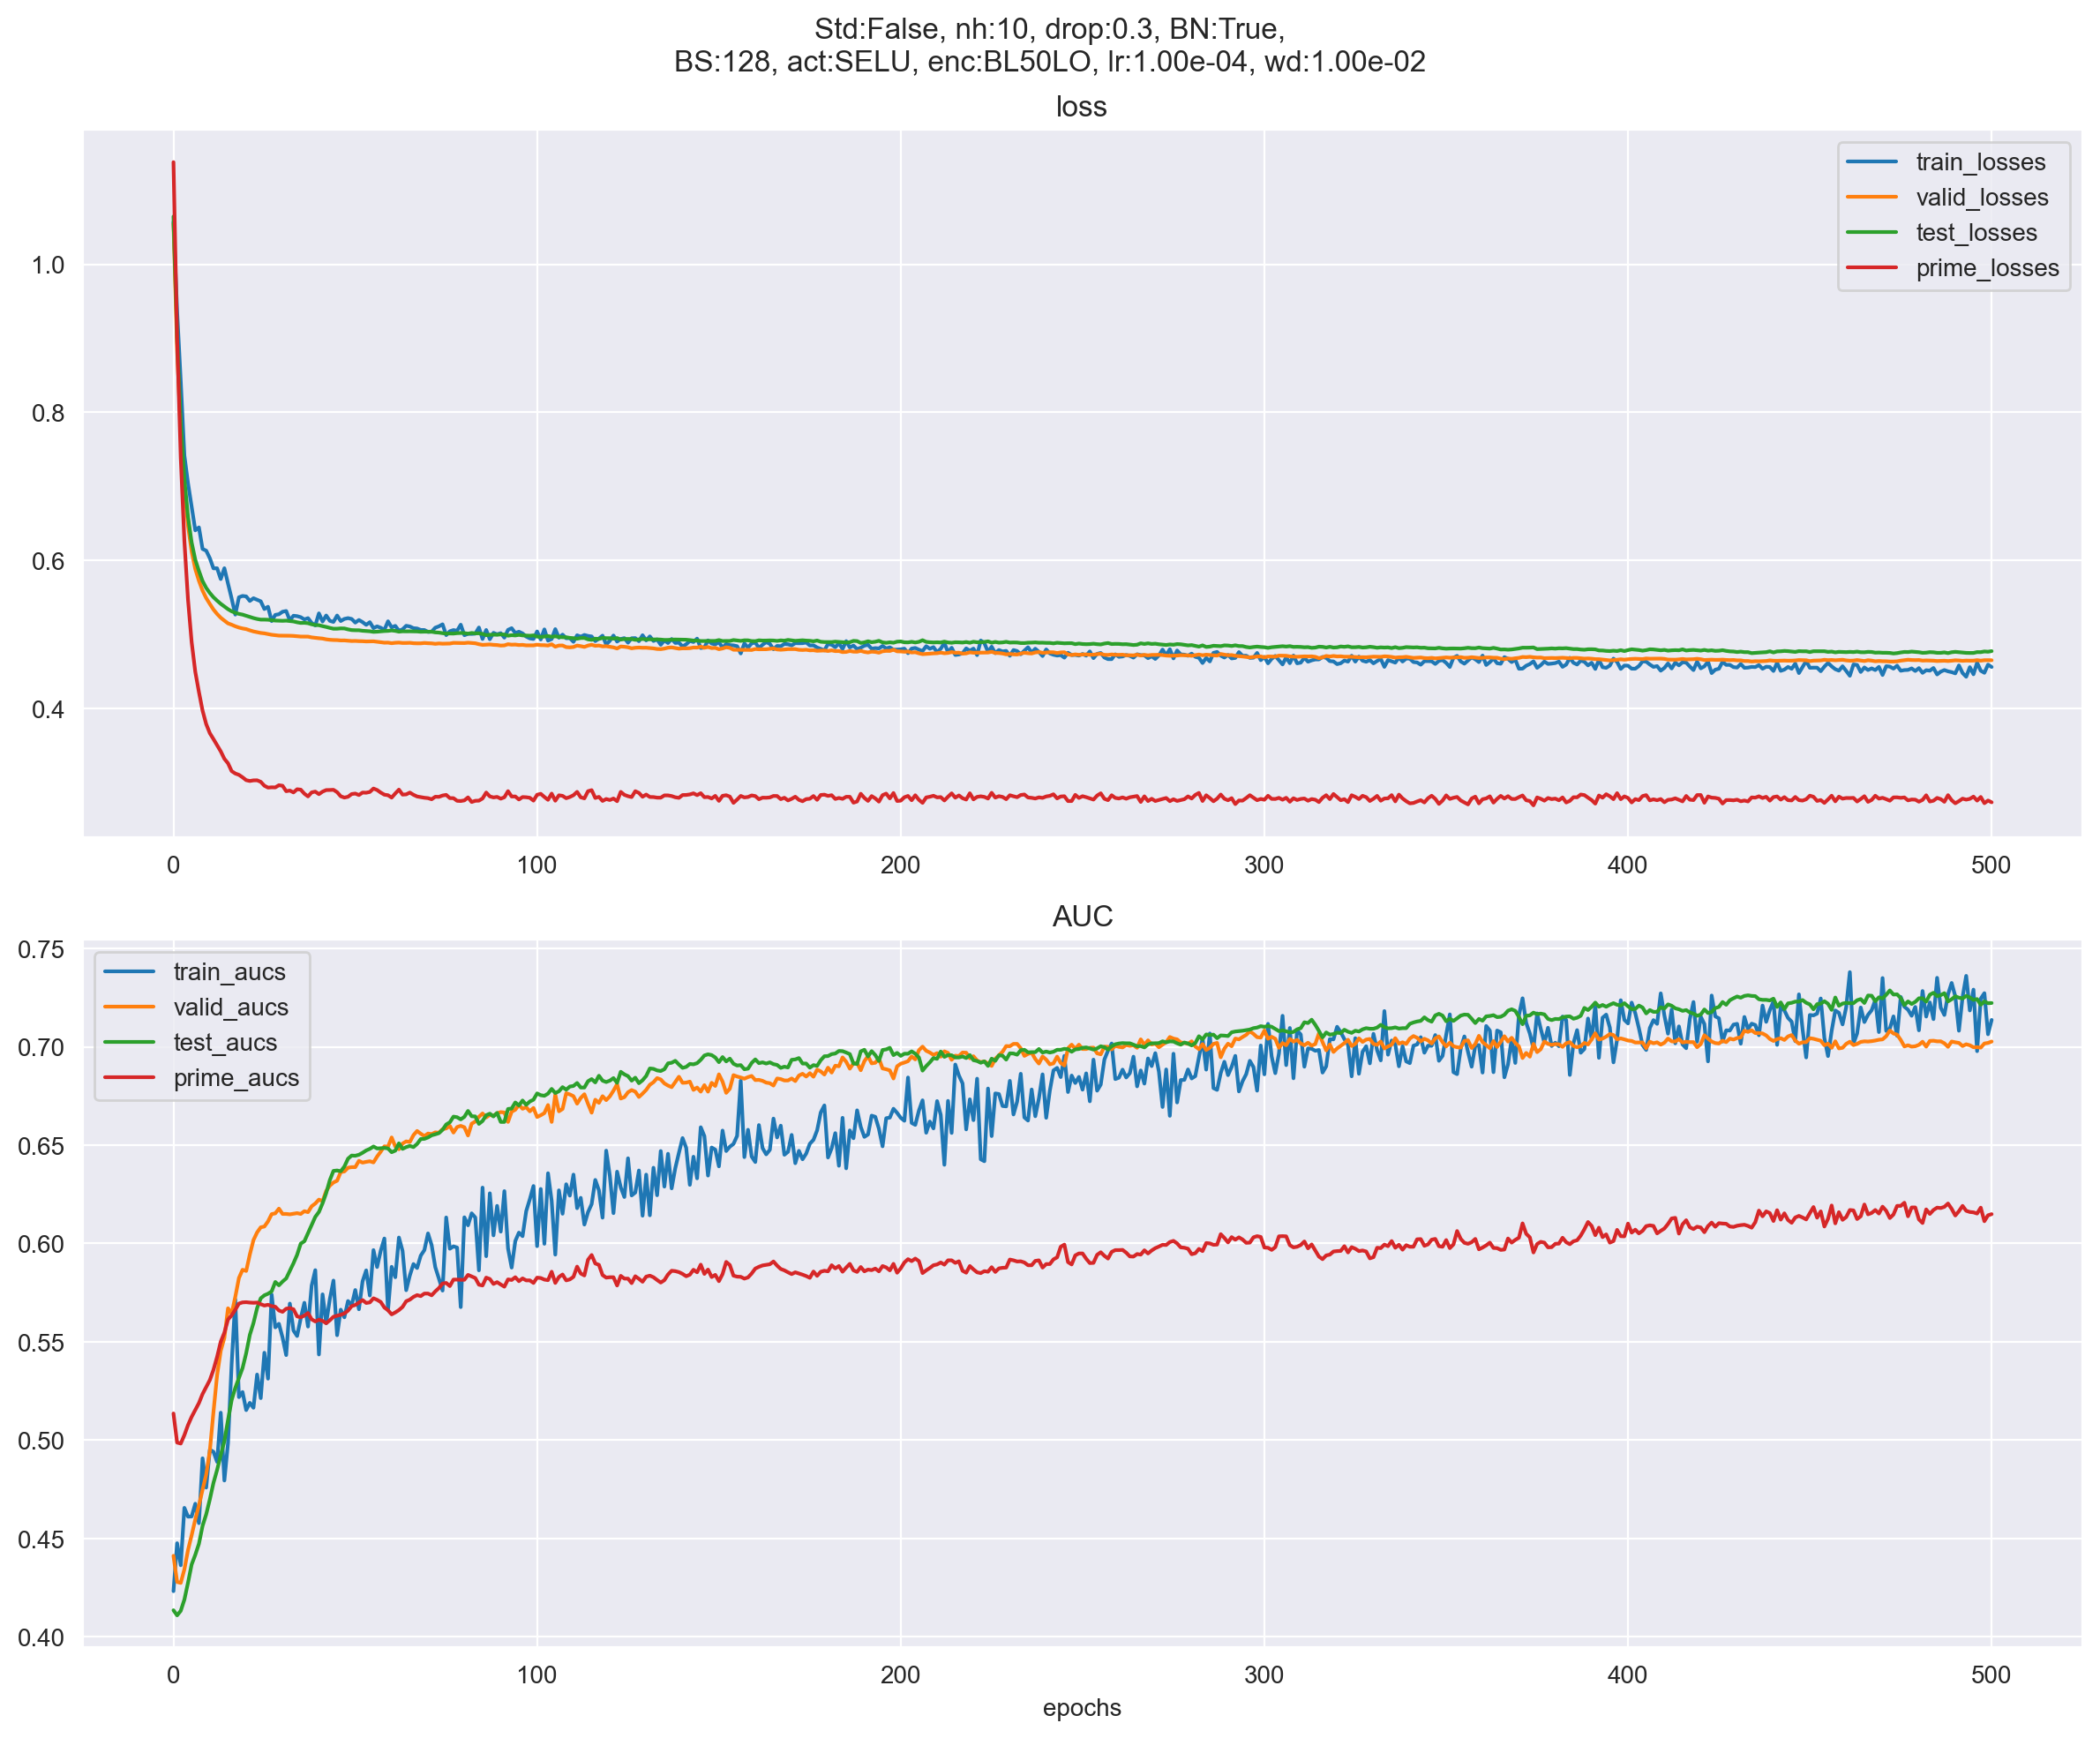 Std:False, nh:10, drop:0.3, BN:True,
BS:128, act:SELU, enc:BL50LO, lr:1.00e-04, wd:1.00e-02
loss
train_losses
valid_losses
test_losses
prime_losses
1.0
0.8
0.6
0.4
0 100 200 300 400 500
AUC
train_aucs
valid_aucs
test_aucs
prime_aucs
0.75
0.70
0.65
0.60
0.55
0.50
0.45
0.40
0 100 200 300 400 500
epochs